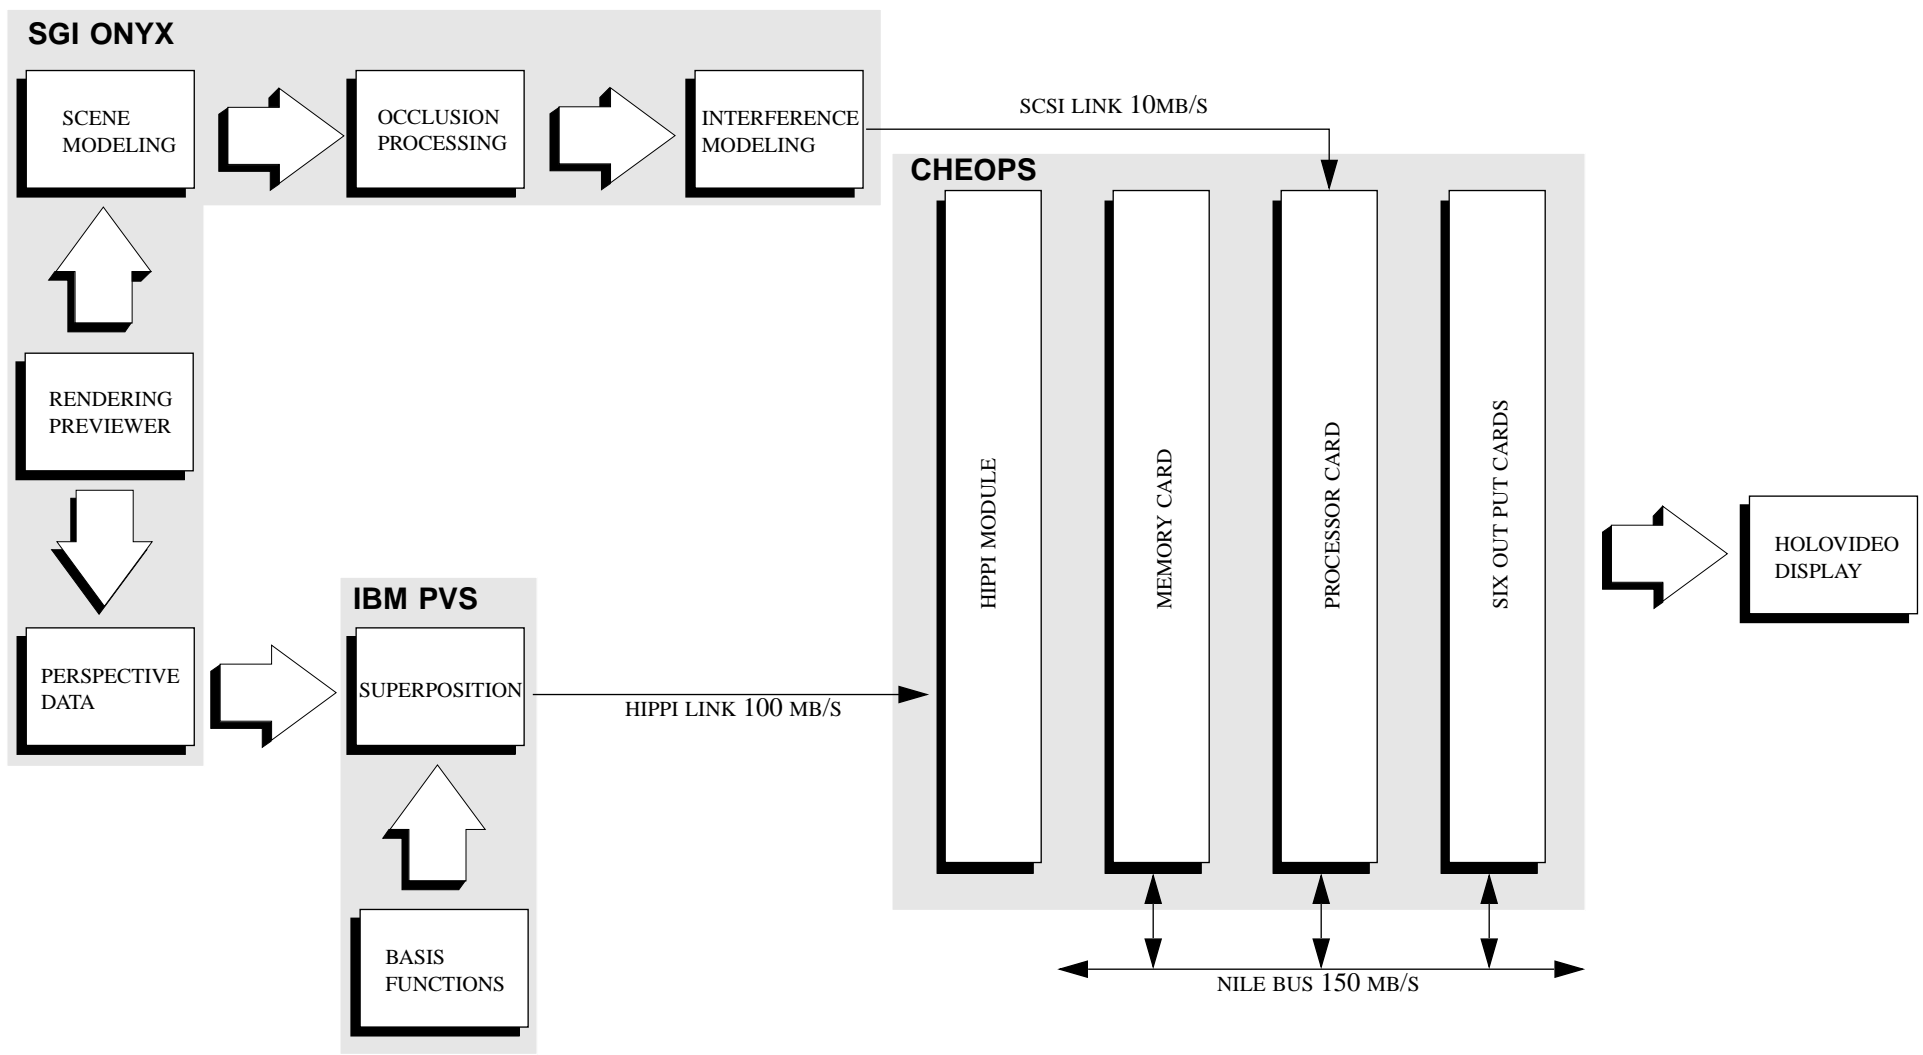 SGI ONYX
SCENE
MODELING
OCCLUSION
PROCESSING
INTERFERENCE
MODELING
SCSI LINK 10MB/S
CHEOPS
RENDERING
PREVIEWER
HIPPI MODULE
MEMORY CARD
PROCESSOR CARD
SIX OUT PUT CARDS
HOLOVIDEO
DISPLAY
IBM PVS
PERSPECTIVE
DATA
SUPERPOSITION
HIPPI LINK 100 MB/S
BASIS
FUNCTIONS
NILE BUS 150 MB/S